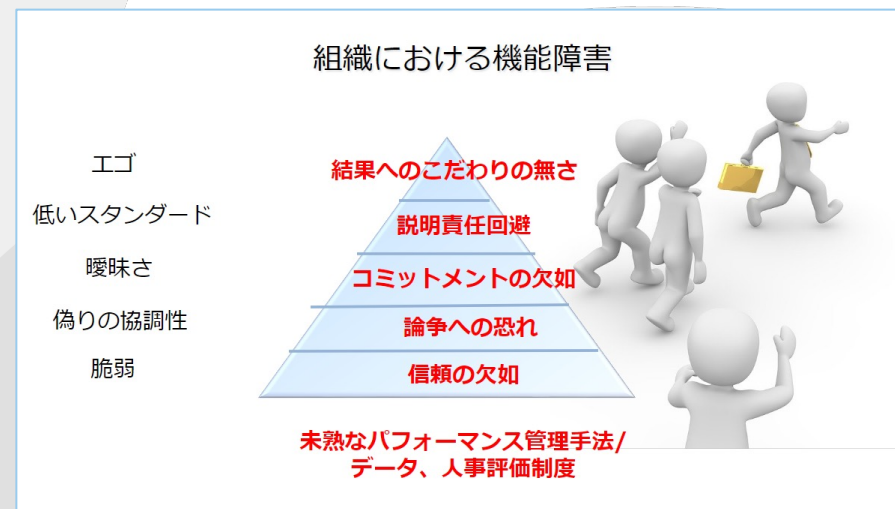 組織における機能障害
エゴ
結果へのこだわりの無さ
低いスタンダード
説明責任回避
曖昧さ
コミットメントの欠如
偽りの協調性
論争への恐れ
脆弱
信頼の欠如
未熟なパフォーマンス管理手法/
データ、人事評価制度